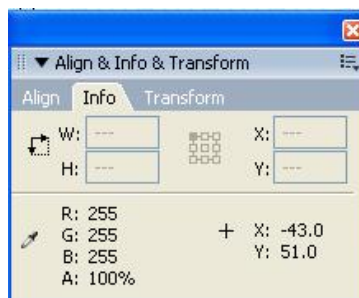 Align & Info & Transform
Align Info Transform
W: --- X: ---
H: --- Y: ---
R: 255
G: 255 X: -43.0
B: 255 Y: 51.0
A: 100%